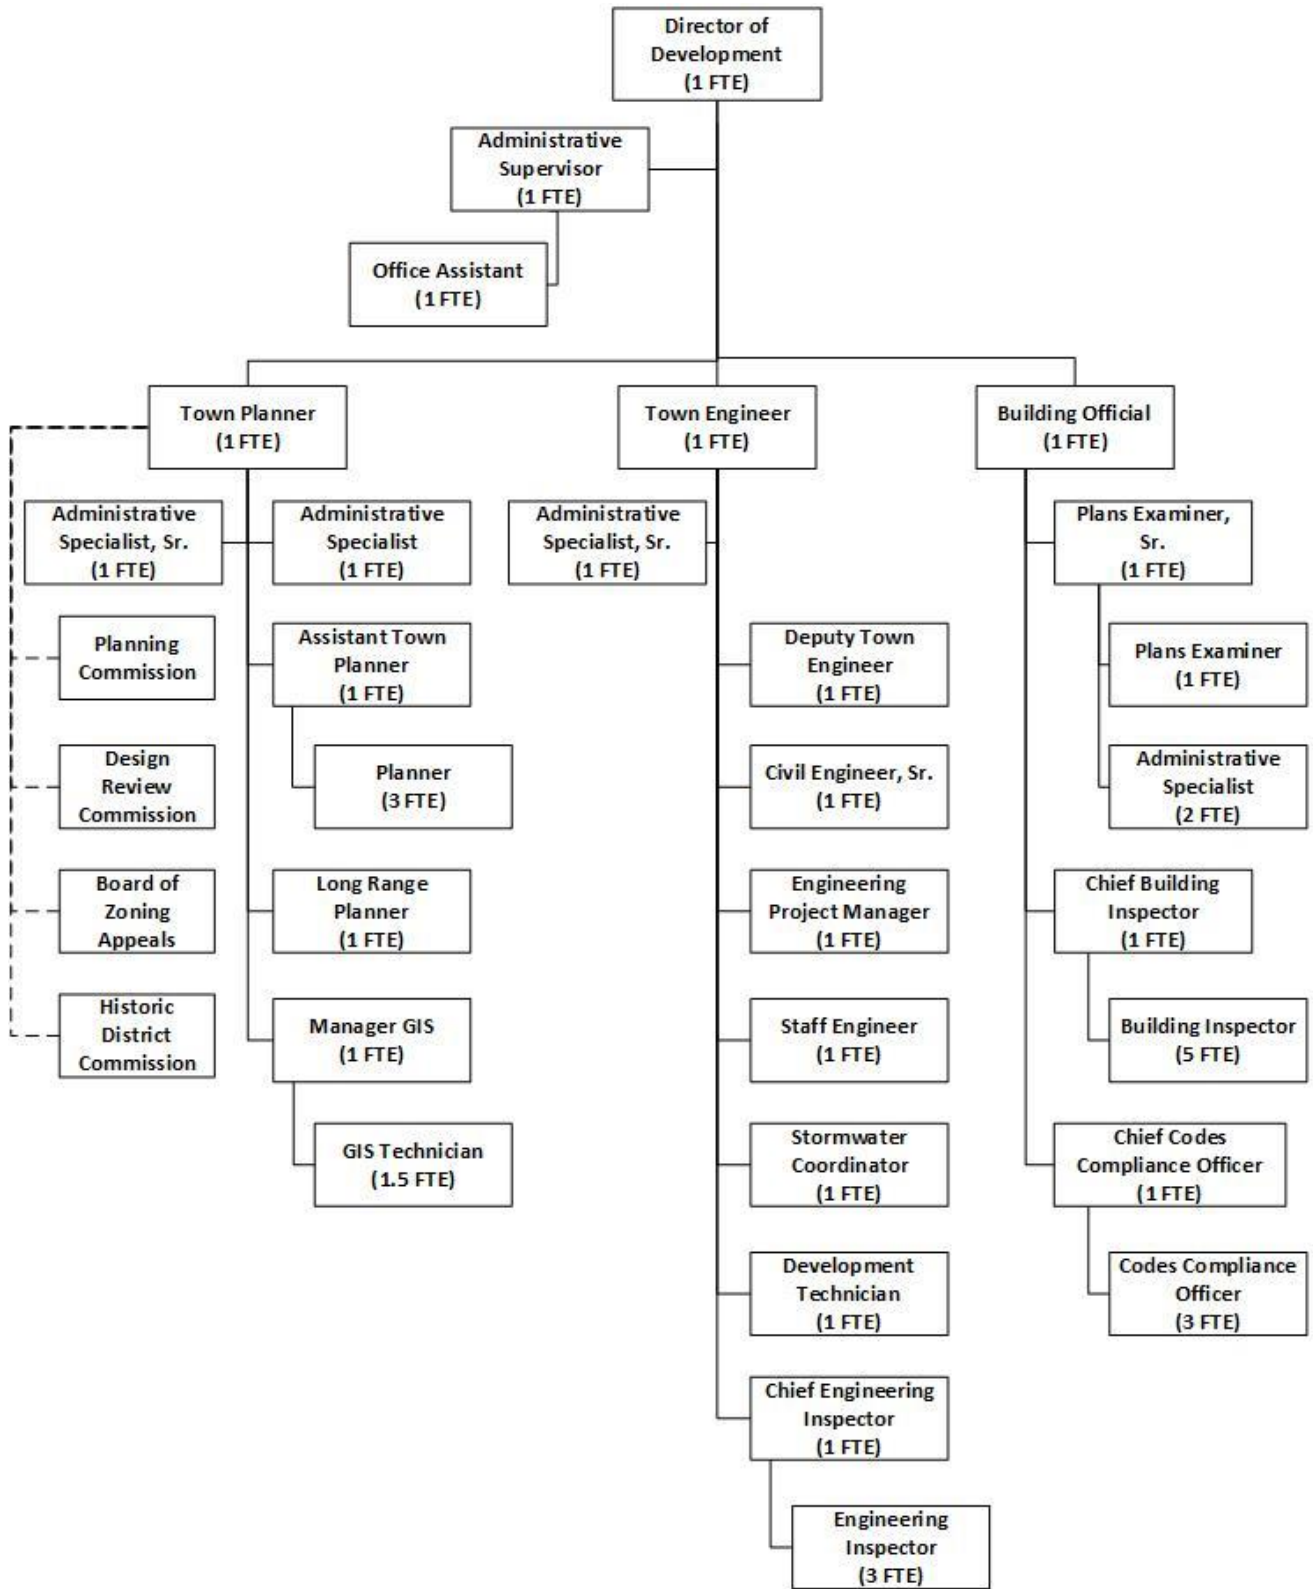 Director of
Development
(1 FTE)
Administrative
Supervisor
(1 FTE)
Office Assistant
(1 FTE)
Town Planner
(1 FTE)
Town Engineer
(1 FTE)
Building Official
(1 FTE)
Administrative
Specialist, Sr.
(1 FTE)
Administrative
Specialist
(1 FTE)
Administrative
Specialist, Sr.
(1 FTE)
Plans Examiner,
Sr.
(1 FTE)
Planning
Commission
Assistant Town
Planner
(1 FTE)
Deputy Town
Engineer
(1 FTE)
Plans Examiner
(1 FTE)
Design
Review
Commission
Planner
(3 FTE)
Civil Engineer, Sr.
(1 FTE)
Administrative
Specialist
(2 FTE)
Board of
Zoning
Appeals
Long Range
Planner
(1 FTE)
Engineering
Project Manager
(1 FTE)
Chief Building
Inspector
(1 FTE)
Historic
District
Commission
Manager GIS
(1 FTE)
Staff Engineer
(1 FTE)
Building Inspector
(5 FTE)
GIS Technician
(1.5 FTE)
Stormwater
Coordinator
(1 FTE)
Chief Codes
Compliance Officer
(1 FTE)
Development
Technician
(1 FTE)
Codes Compliance
Officer
(3 FTE)
Chief Engineering
Inspector
(1 FTE)
Engineering
Inspector
(3 FTE)